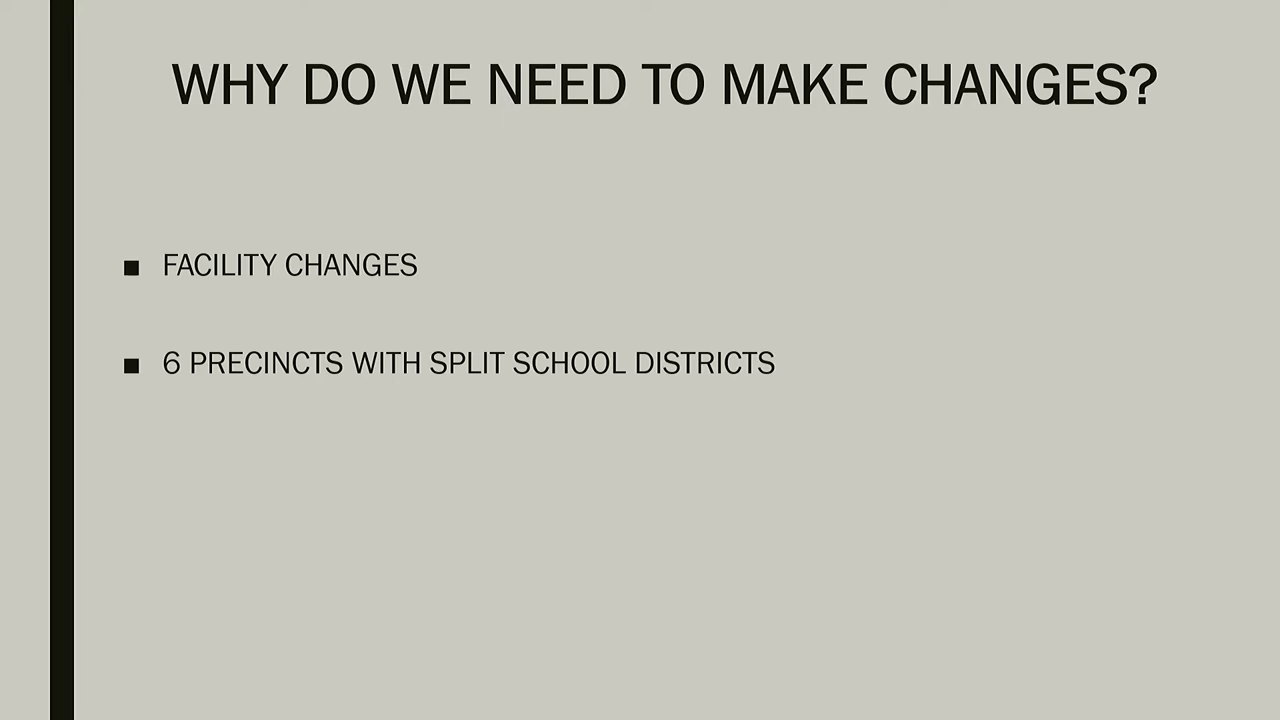 WHY DO WE NEED TO MAKE CHANGES?
■ FACILITY CHANGES
■ 6 PRECINCTS WITH SPLIT SCHOOL DISTRICTS